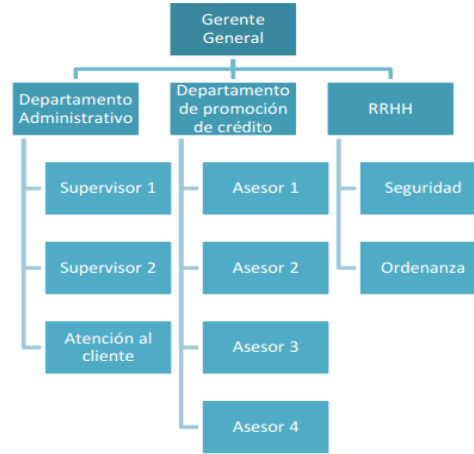 Gerente
General
Departamento
Administrativo
Departamento
de promoción
de crédito
RRHH
Supervisor 1
Asesor 1
Seguridad
Supervisor 2
Asesor 2
Ordenanza
Atención al
cliente
Asesor 3
Asesor 4